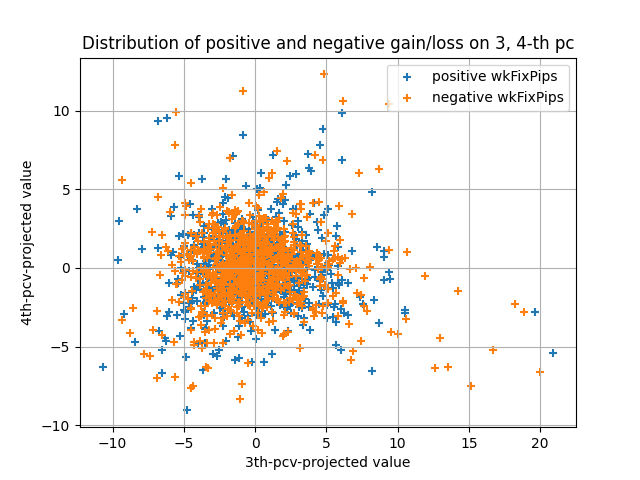 Distribution of positive and negative gain/loss on 3, 4-th pc
positive wkFixPips
negative wkFixPips
4th-pcv-projected value
10
5
0
−5
−10
−10
−5
0
5
10
15
20
3th-pcv-projected value